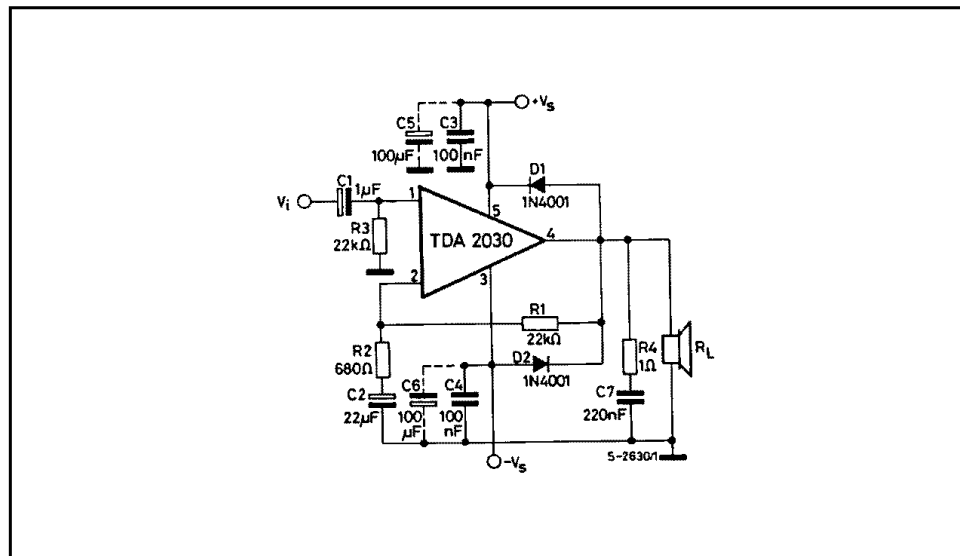 +Vs
C5
C3
100µF
100nF
D1
1N4001
C1
1µF
Vi
1
5
R3
22kΩ
TDA 2030
4
2
3
R1
22kΩ
R2
680Ω
D2
1N4001
R4
1Ω
RL
C2
22µF
C6
100
µF
C4
100
nF
C7
220nF
S-2630/1
-Vs